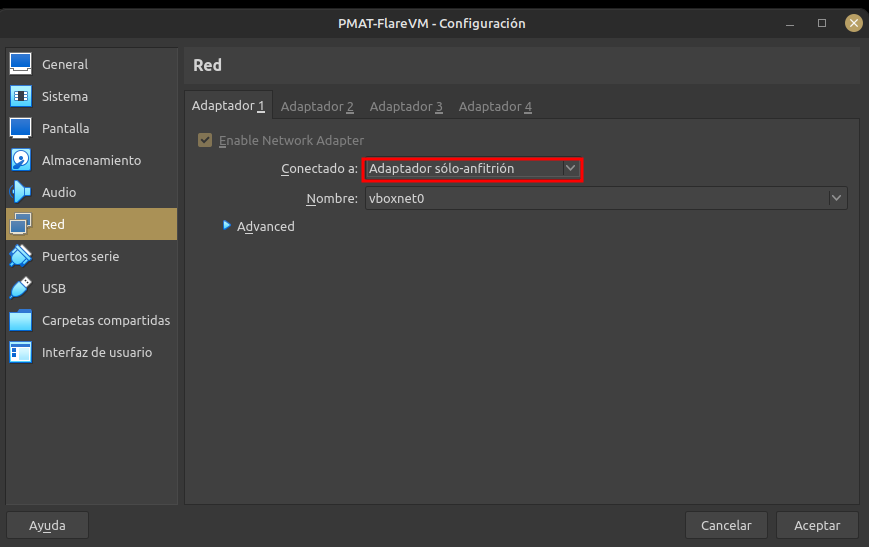 PMAT-FlareVM - Configuración
General
Sistema
Pantalla
Almacenamiento
Audio
Red
Puertos serie
USB
Carpetas compartidas
Interfaz de usuario
Red
Adaptador 1 Adaptador 2 Adaptador 3 Adaptador 4
Enable Network Adapter
Conectado a: Adaptador sólo-anfitrión
Nombre: vboxnet0
Advanced
Ayuda Cancelar Aceptar